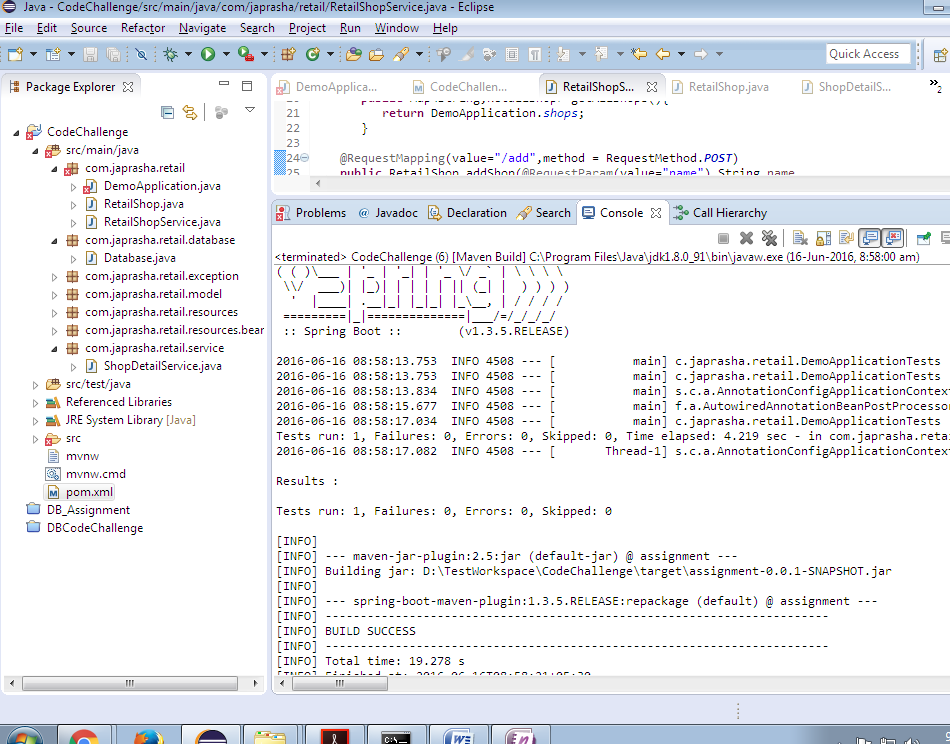 Java - CodeChallenge/src/main/java/com/japrasha/retail/RetailShopService.java - Eclipse
File Edit Source Refactor Navigate Search Project Run Window Help
Quick Access
Package Explorer
CodeChallenge
src/main/java
com.japrasha.retail
DemoApplication.java
RetailShop.java
RetailShopService.java
com.japrasha.retail.database
Database.java
com.japrasha.retail.exception
com.japrasha.retail.model
com.japrasha.retail.resources
com.japrasha.retail.resources.bear
com.japrasha.retail.service
ShopDetailService.java
src/test/java
Referenced Libraries
JRE System Library [Java]
src
mvnw
mvnw.cmd
pom.xml
DB_Assignment
DBCodeChallenge
DemoApplica... CodeChallen... RetailShopS... RetailShop.java ShopDetailS... »2
21 return DemoApplication.shops;
22 }
23
24 @RequestMapping(value="/add",method = RequestMethod.POST)
25 public RetailShop addShop(@RequestParam(value="name") String name
Problems @ Javadoc Declaration Search Console Call Hierarchy
<terminated> CodeChallenge (6) [Maven Build] C:\Program Files\Java\jdk1.8.0_91\bin\javaw.exe (16-Jun-2016, 8:58:00 am)
( ( )\___ | '_ | '_| | '_ \/ _` | \ \ \ \
\\/ ___)| |_)| | | | | || (_| | ) ) ) )
' |____| .__|_| |_|_| |_\__, | / / / /
=========|_|==============|___/=/_/_/_/
:: Spring Boot :: (v1.3.5.RELEASE)
2016-06-16 08:58:13.753 INFO 4508 --- [ main] c.japrasha.retail.DemoApplicationTests
2016-06-16 08:58:13.753 INFO 4508 --- [ main] c.japrasha.retail.DemoApplicationTests
2016-06-16 08:58:13.834 INFO 4508 --- [ main] s.c.a.AnnotationConfigApplicationContex
2016-06-16 08:58:15.677 INFO 4508 --- [ main] f.a.AutowiredAnnotationBeanPostProcesso
2016-06-16 08:58:17.034 INFO 4508 --- [ main] c.japrasha.retail.DemoApplicationTests
Tests run: 1, Failures: 0, Errors: 0, Skipped: 0, Time elapsed: 4.219 sec - in com.japrasha.reta
2016-06-16 08:58:17.082 INFO 4508 --- [ Thread-1] s.c.a.AnnotationConfigApplicationContex
Results :
Tests run: 1, Failures: 0, Errors: 0, Skipped: 0
[INFO]
[INFO] --- maven-jar-plugin:2.5:jar (default-jar) @ assignment ---
[INFO] Building jar: D:\TestWorkspace\CodeChallenge\target\assignment-0.0.1-SNAPSHOT.jar
[INFO]
[INFO] --- spring-boot-maven-plugin:1.3.5.RELEASE:repackage (default) @ assignment ---
[INFO] ------------------------------------------------------------------------
[INFO] BUILD SUCCESS
[INFO] ------------------------------------------------------------------------
[INFO] Total time: 19.278 s